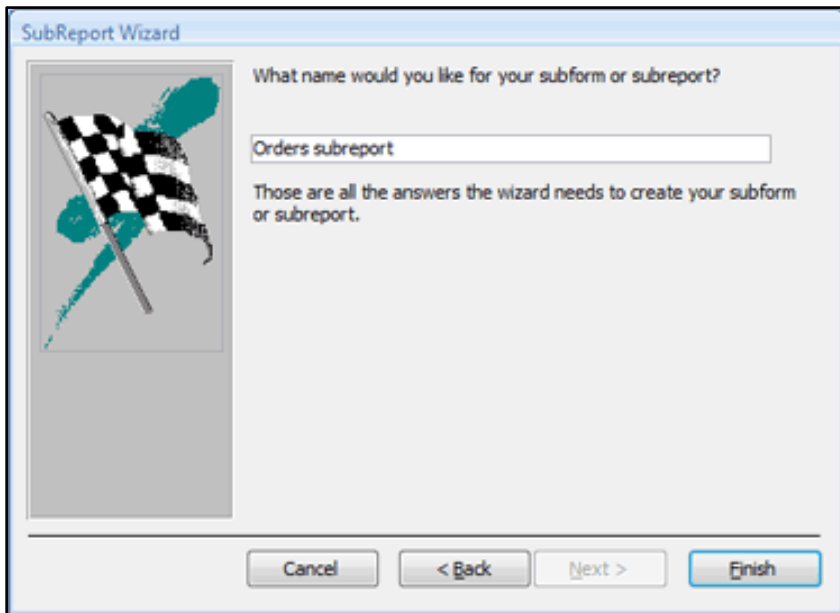 SubReport Wizard
What name would you like for your subform or subreport?
Orders subreport
Those are all the answers the wizard needs to create your subform
or subreport.
Cancel
< Back
Next >
Finish